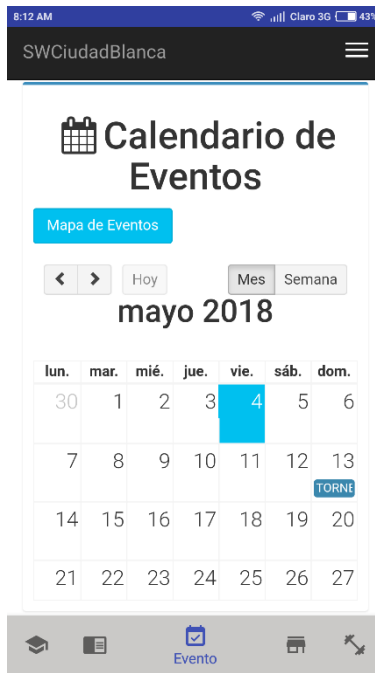 8:12 AM Claro 3G 43%
SWCiudadBlanca
Calendario de
Eventos
Mapa de Eventos
Hoy Mes Semana
mayo 2018
lun. mar. mié. jue. vie. sáb. dom.
30 1 2 3 4 5 6
7 8 9 10 11 12 13
TORNE
14 15 16 17 18 19 20
21 22 23 24 25 26 27
Evento